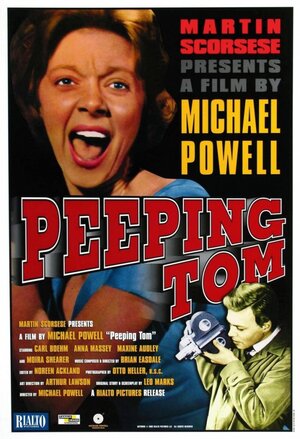 MARTIN
SCORSESE
PRESENTS
A FILM BY
MICHAEL
POWELL
PEEPING
TOM
MARTIN SCORSESE PRESENTS
A FILM BY MICHAEL POWELL "Peeping Tom"
STARRING CARL BOEHM ANNA MASSEY MAXINE AUDLEY
AND MOIRA SHEARER MUSIC COMPOSER & DIRECTED BY BRIAN EASDALE
EDITED BY NOREEN ACKLAND PHOTOGRAPHED BY OTTO HELLER, B.S.C.
ART DIRECTION BY ARTHUR LAWSON ORIGINAL STORY & SCREENPLAY BY LEO MARKS
DIRECTED BY MICHAEL POWELL A RIALTO PICTURES RELEASE
RIALTO